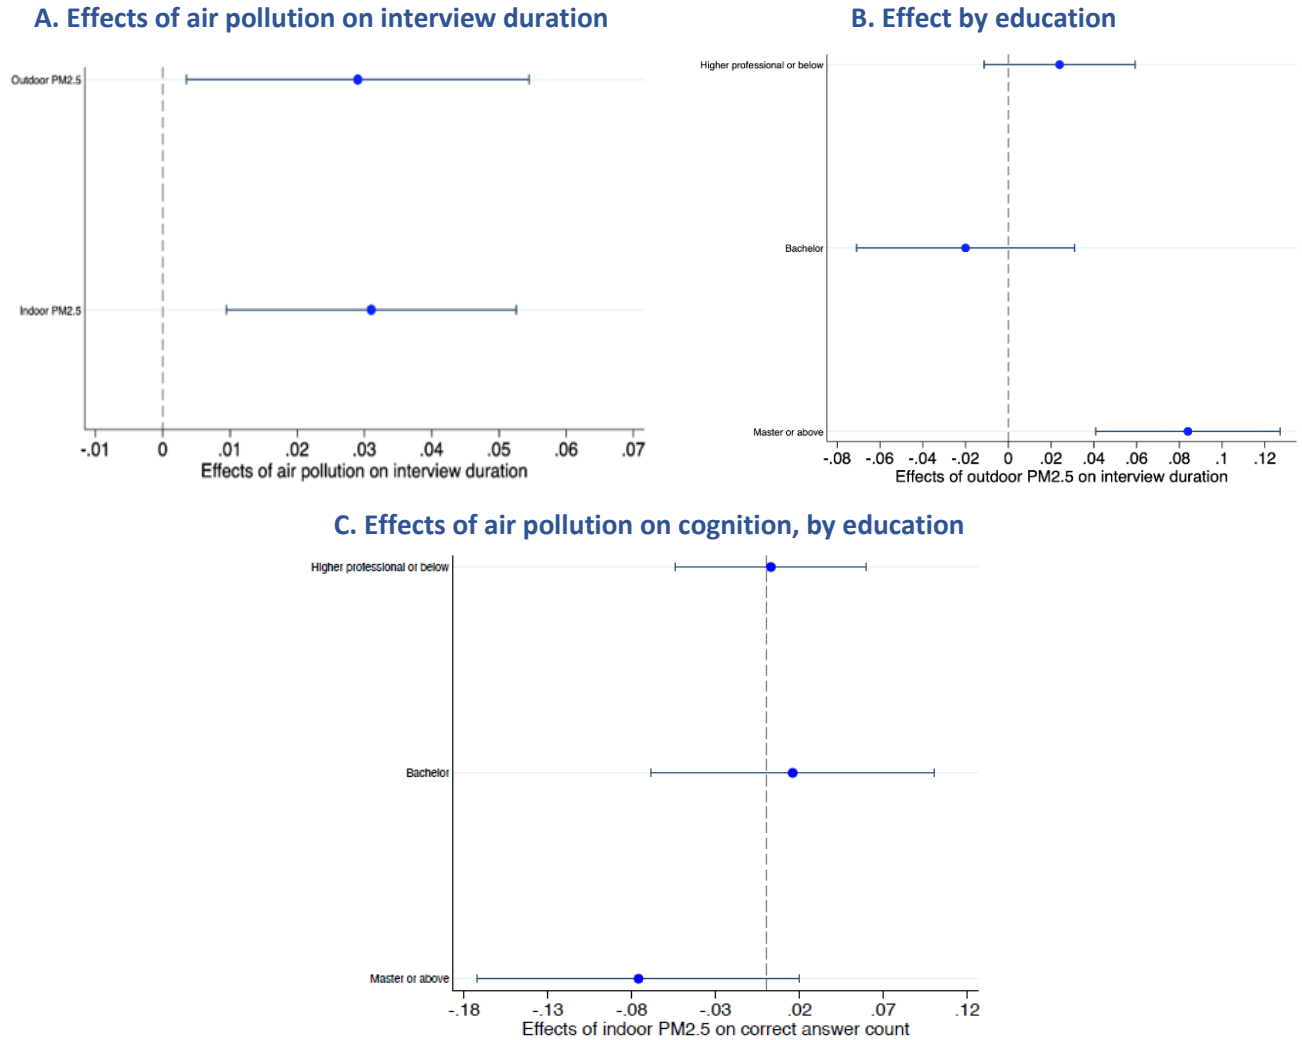 A. Effects of air pollution on interview duration
Outdoor PM2.5
Indoor PM2.5
-.01 0 .01 .02 .03 .04 .05 .06 .07
Effects of air pollution on interview duration
B. Effect by education
Higher professional or below
Bachelor
Master or above
-.08 -.06 -.04 -.02 0 .02 .04 .06 .08 .1 .12
Effects of outdoor PM2.5 on interview duration
C. Effects of air pollution on cognition, by education
Higher professional or below
Bachelor
Master or above
-.18 -.13 -.08 -.03 .02 .07 .12
Effects of indoor PM2.5 on correct answer count